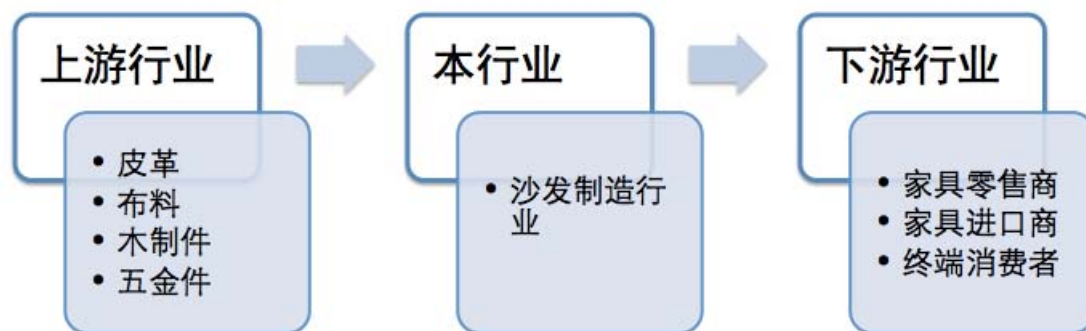 上游行业
• 皮革
• 布料
• 木制件
• 五金件
本行业
• 沙发制造行
业
下游行业
• 家具零售商
• 家具进口商
• 终端消费者